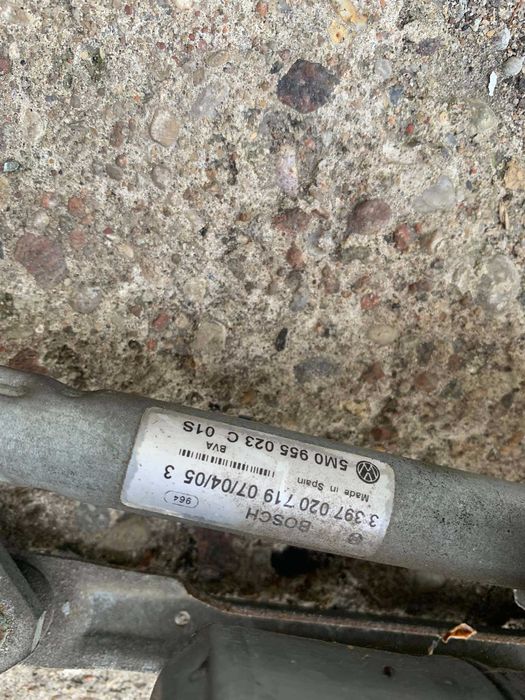 BOSCH
3 397 020 719 07/04/05 3
964
Made in Spain
BVA
5M0 955 023 C 01S